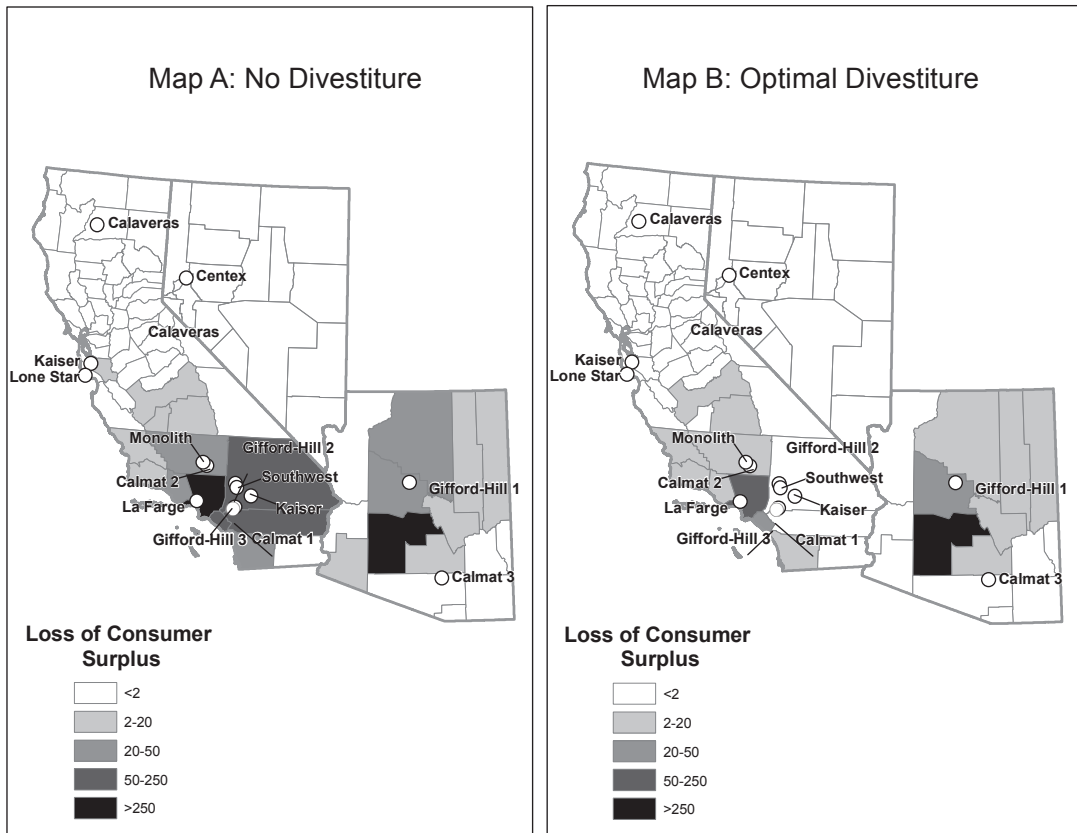 Map A: No Divestiture
Calaveras
Centex
Calaveras
Kaiser
Lone Star
Monolith
Gifford-Hill 2
Southwest
Calmat 2
Gifford-Hill 1
La Farge
Kaiser
Gifford-Hill 3
Calmat 1
Calmat 3
Loss of Consumer
Surplus
<2
2-20
20-50
50-250
>250
Map B: Optimal Divestiture
Calaveras
Centex
Calaveras
Kaiser
Lone Star
Monolith
Gifford-Hill 2
Southwest
Calmat 2
Gifford-Hill 1
La Farge
Kaiser
Gifford-Hill 3
Calmat 1
Calmat 3
Loss of Consumer
Surplus
<2
2-20
20-50
50-250
>250